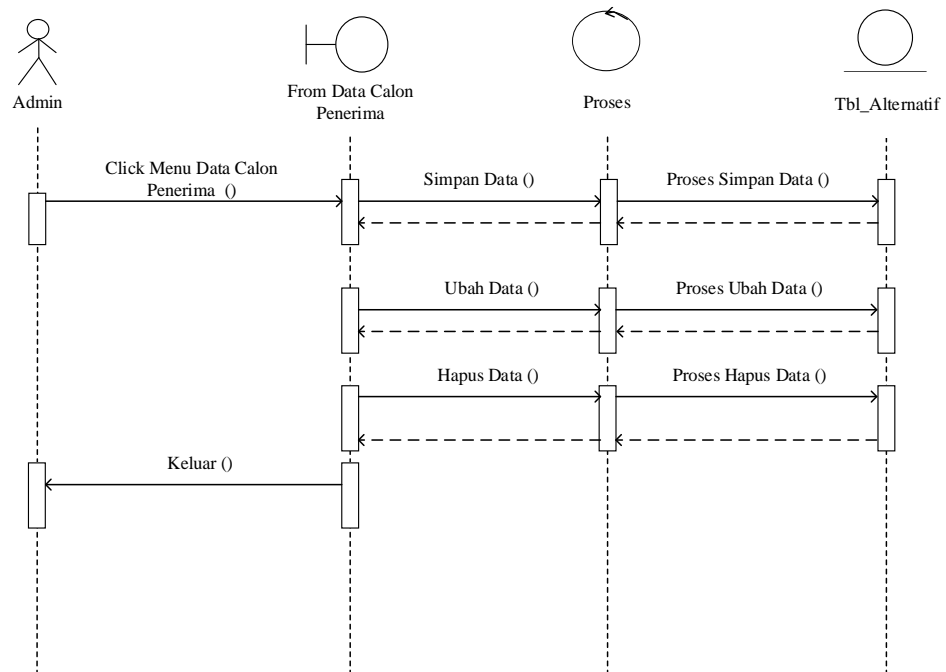 Admin
From Data Calon
Penerima
Proses
Tbl_Alternatif
Click Menu Data Calon
Penerima ()
Simpan Data ()
Proses Simpan Data ()
Ubah Data ()
Proses Ubah Data ()
Hapus Data ()
Proses Hapus Data ()
Keluar ()